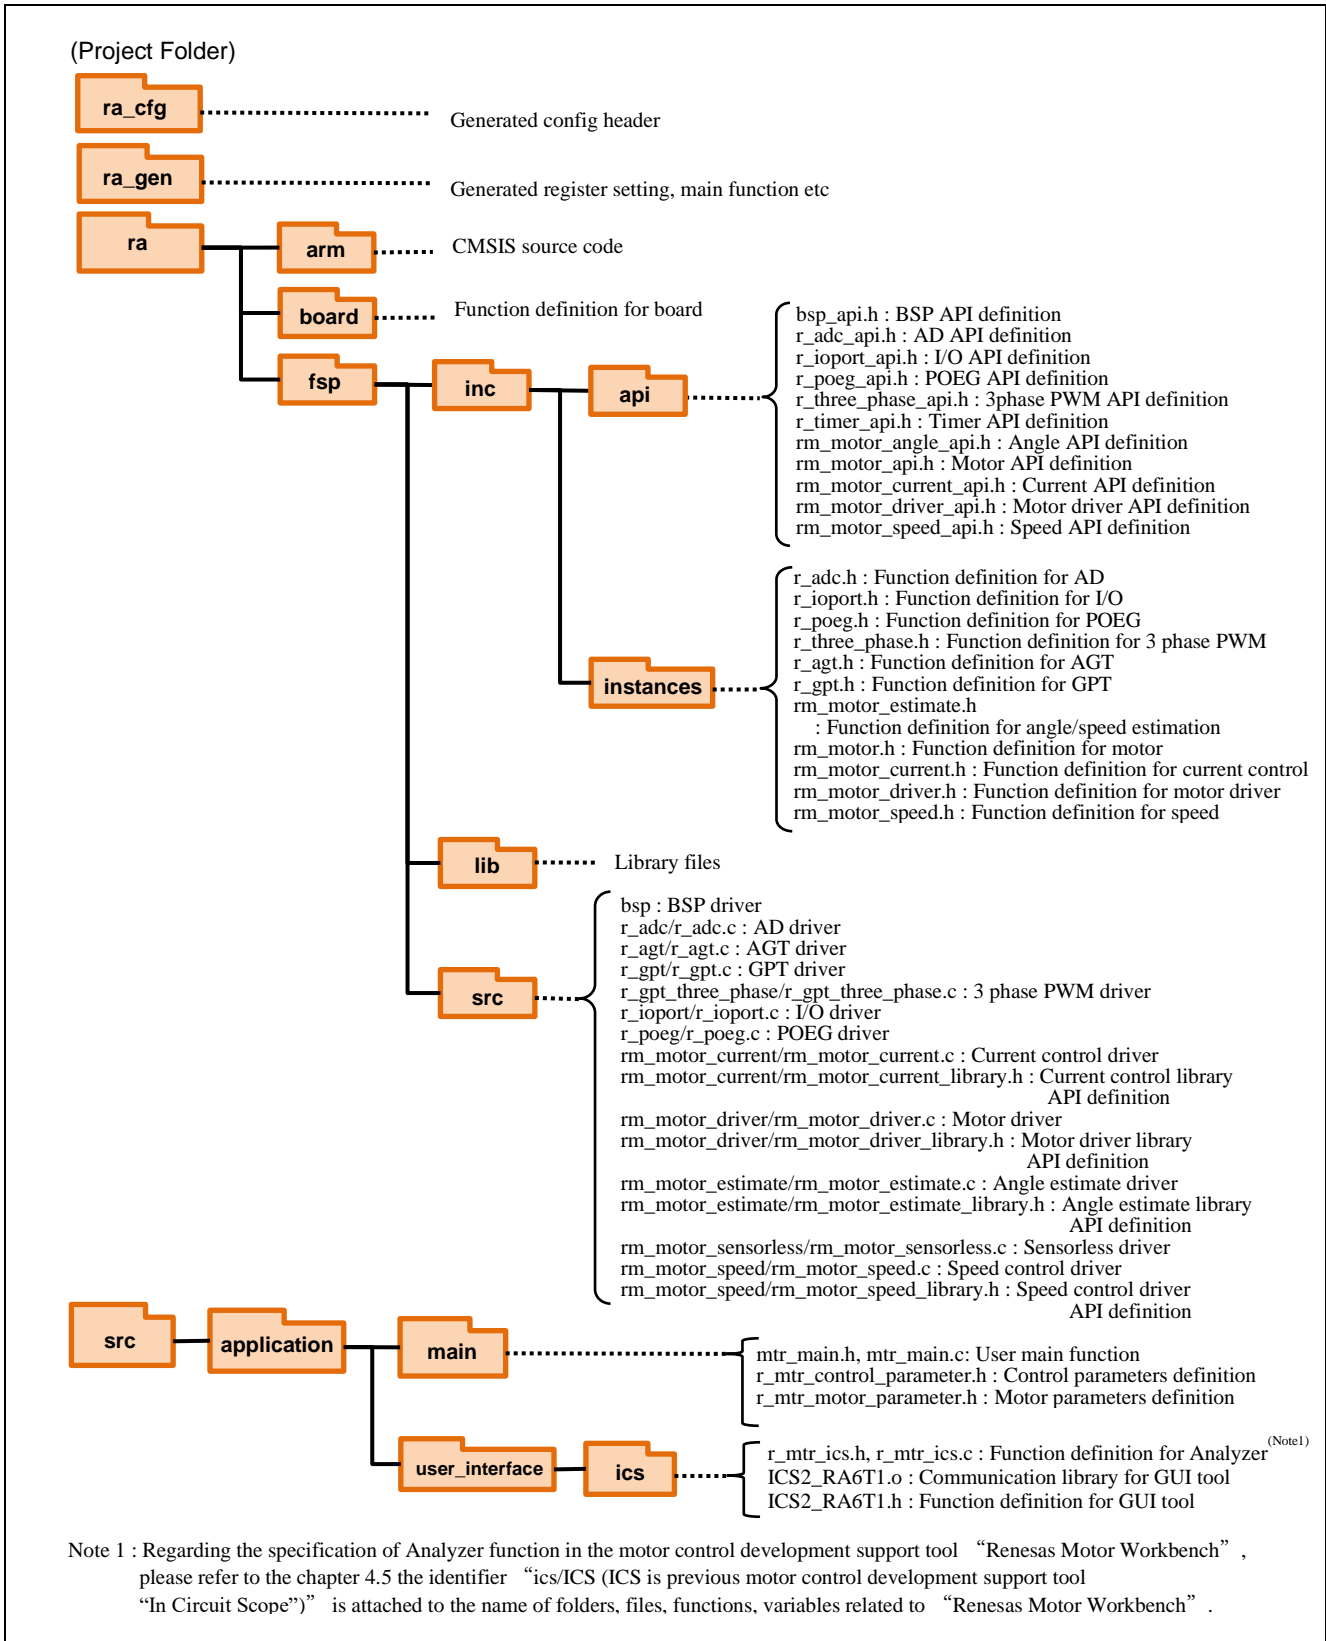 (Project Folder)
ra_cfg
Generated config header
ra_gen
Generated register setting, main function etc
ra
arm
CMSIS source code
board
Function definition for board
fsp
inc
api
bsp_api.h : BSP API definition
r_adc_api.h : AD API definition
r_ioport_api.h : I/O API definition
r_poeg_api.h : POEG API definition
r_three_phase_api.h : 3phase PWM API definition
r_timer_api.h : Timer API definition
rm_motor_angle_api.h : Angle API definition
rm_motor_api.h : Motor API definition
rm_motor_current_api.h : Current API definition
rm_motor_driver_api.h : Motor driver API definition
rm_motor_speed_api.h : Speed API definition
instances
r_adc.h : Function definition for AD
r_ioport.h : Function definition for I/O
r_poeg.h : Function definition for POEG
r_three_phase.h : Function definition for 3 phase PWM
r_agt.h : Function definition for AGT
r_gpt.h : Function definition for GPT
rm_motor_estimate.h
: Function definition for angle/speed estimation
rm_motor.h : Function definition for motor
rm_motor_current.h : Function definition for current control
rm_motor_driver.h : Function definition for motor driver
rm_motor_speed.h : Function definition for speed
lib
Library files
src
bsp : BSP driver
r_adc/r_adc.c : AD driver
r_agt/r_agt.c : AGT driver
r_gpt/r_gpt.c : GPT driver
r_gpt_three_phase/r_gpt_three_phase.c : 3 phase PWM driver
r_ioport/r_ioport.c : I/O driver
r_poeg/r_poeg.c : POEG driver
rm_motor_current/rm_motor_current.c : Current control driver
rm_motor_current/rm_motor_current_library.h : Current control library
API definition
rm_motor_driver/rm_motor_driver.c : Motor driver
rm_motor_driver/rm_motor_driver_library.h : Motor driver library
API definition
rm_motor_estimate/rm_motor_estimate.c : Angle estimate driver
rm_motor_estimate/rm_motor_estimate_library.h : Angle estimate library
API definition
rm_motor_sensorless/rm_motor_sensorless.c : Sensorless driver
rm_motor_speed/rm_motor_speed.c : Speed control driver
rm_motor_speed/rm_motor_speed_library.h : Speed control driver
API definition
src
application
main
mtr_main.h, mtr_main.c: User main function
r_mtr_control_parameter.h : Control parameters definition
r_mtr_motor_parameter.h : Motor parameters definition
user_interface
ics
r_mtr_ics.h, r_mtr_ics.c : Function definition for Analyzer (Note1)
ICS2_RA6T1.o : Communication library for GUI tool
ICS2_RA6T1.h : Function definition for GUI tool
Note 1 : Regarding the specification of Analyzer function in the motor control development support tool “Renesas Motor Workbench”,
please refer to the chapter 4.5 the identifier “ics/ICS (ICS is previous motor control development support tool
“In Circuit Scope”)” is attached to the name of folders, files, functions, variables related to “Renesas Motor Workbench”.